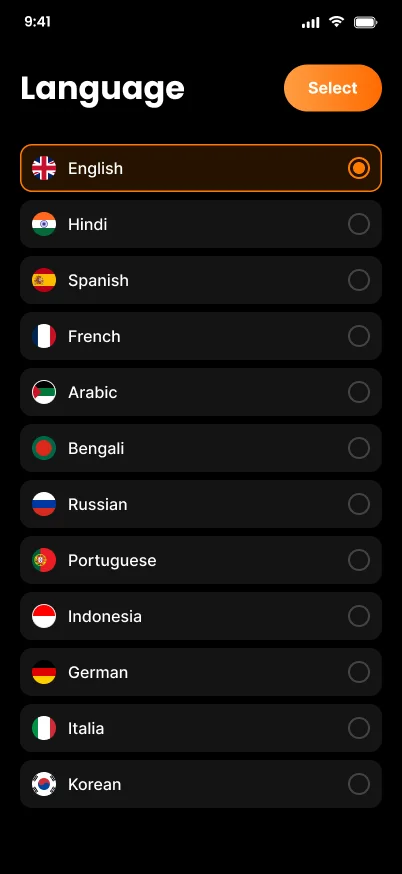 9:41
Language
Select
English
Hindi
Spanish
French
Arabic
Bengali
Russian
Portuguese
Indonesia
German
Italia
Korean